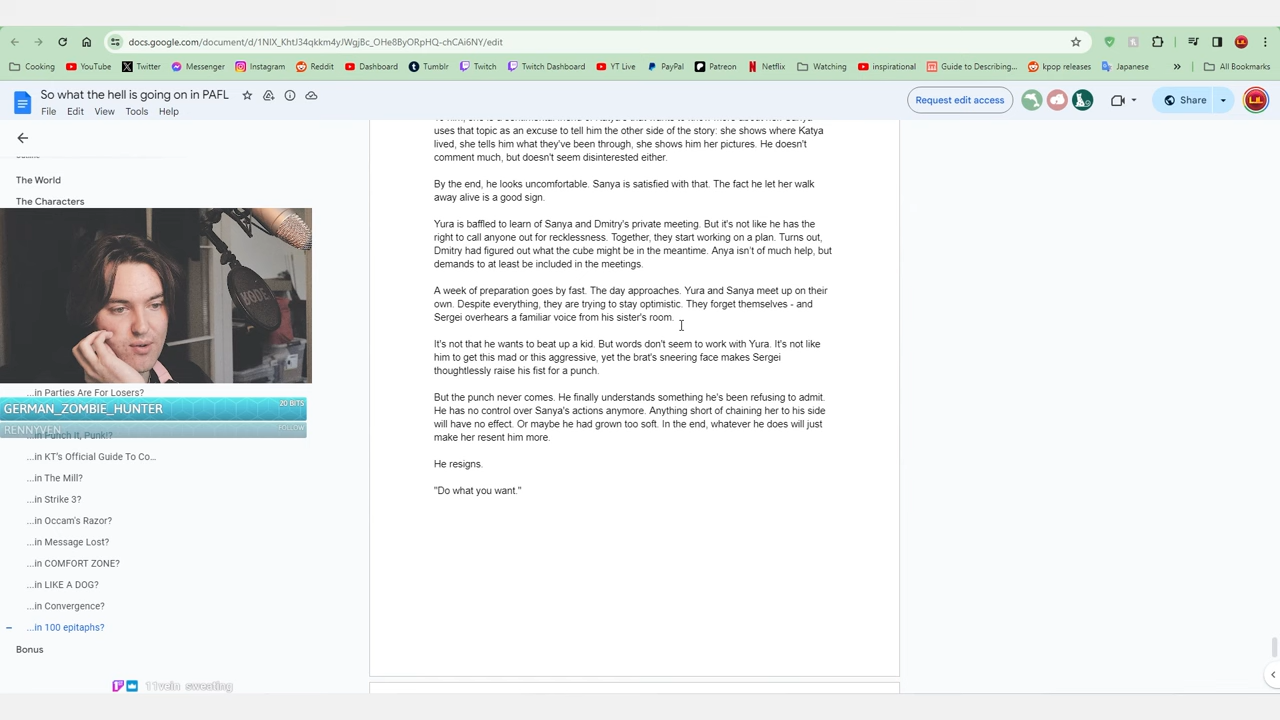 docs.google.com/document/d/1NIX_KhtJ34qkkm4yJWgjBc_OHe8ByORpHQ-chCAi6NY/edit
Cooking YouTube Twitter Messenger Instagram Reddit Dashboard Tumblr Twitch Twitch Dashboard YT Live PayPal Patreon Netflix Watching inspirational Guide to Describing... kpop releases Japanese » All Bookmarks
So what the hell is going on in PAFL
File Edit View Tools Help
Request edit access
Share
The World
The Characters
...in Parties Are For Losers?
...in Punch It, Punk!?
...in KT's Official Guide To Co...
...in The Mill?
...in Strike 3?
...in Occam's Razor?
...in Message Lost?
...in COMFORT ZONE?
...in LIKE A DOG?
...in Convergence?
...in 100 epitaphs?
Bonus
GERMAN_ZOMBIE_HUNTER
20 BITS
RENNYVEN
FOLLOW
RODE
11vein sweating
uses that topic as an excuse to tell him the other side of the story: she shows where Katya
lived, she tells him what they've been through, she shows him her pictures. He doesn't
comment much, but doesn't seem disinterested either.
By the end, he looks uncomfortable. Sanya is satisfied with that. The fact he let her walk
away alive is a good sign.
Yura is baffled to learn of Sanya and Dmitry's private meeting. But it's not like he has the
right to call anyone out for recklessness. Together, they start working on a plan. Turns out,
Dmitry had figured out what the cube might be in the meantime. Anya isn't of much help, but
demands to at least be included in the meetings.
A week of preparation goes by fast. The day approaches. Yura and Sanya meet up on their
own. Despite everything, they are trying to stay optimistic. They forget themselves - and
Sergei overhears a familiar voice from his sister's room.
It's not that he wants to beat up a kid. But words don't seem to work with Yura. It's not like
him to get this mad or this aggressive, yet the brat's sneering face makes Sergei
thoughtlessly raise his fist for a punch.
But the punch never comes. He finally understands something he's been refusing to admit.
He has no control over Sanya's actions anymore. Anything short of chaining her to his side
will have no effect. Or maybe he had grown too soft. In the end, whatever he does will just
make her resent him more.
He resigns.
"Do what you want."